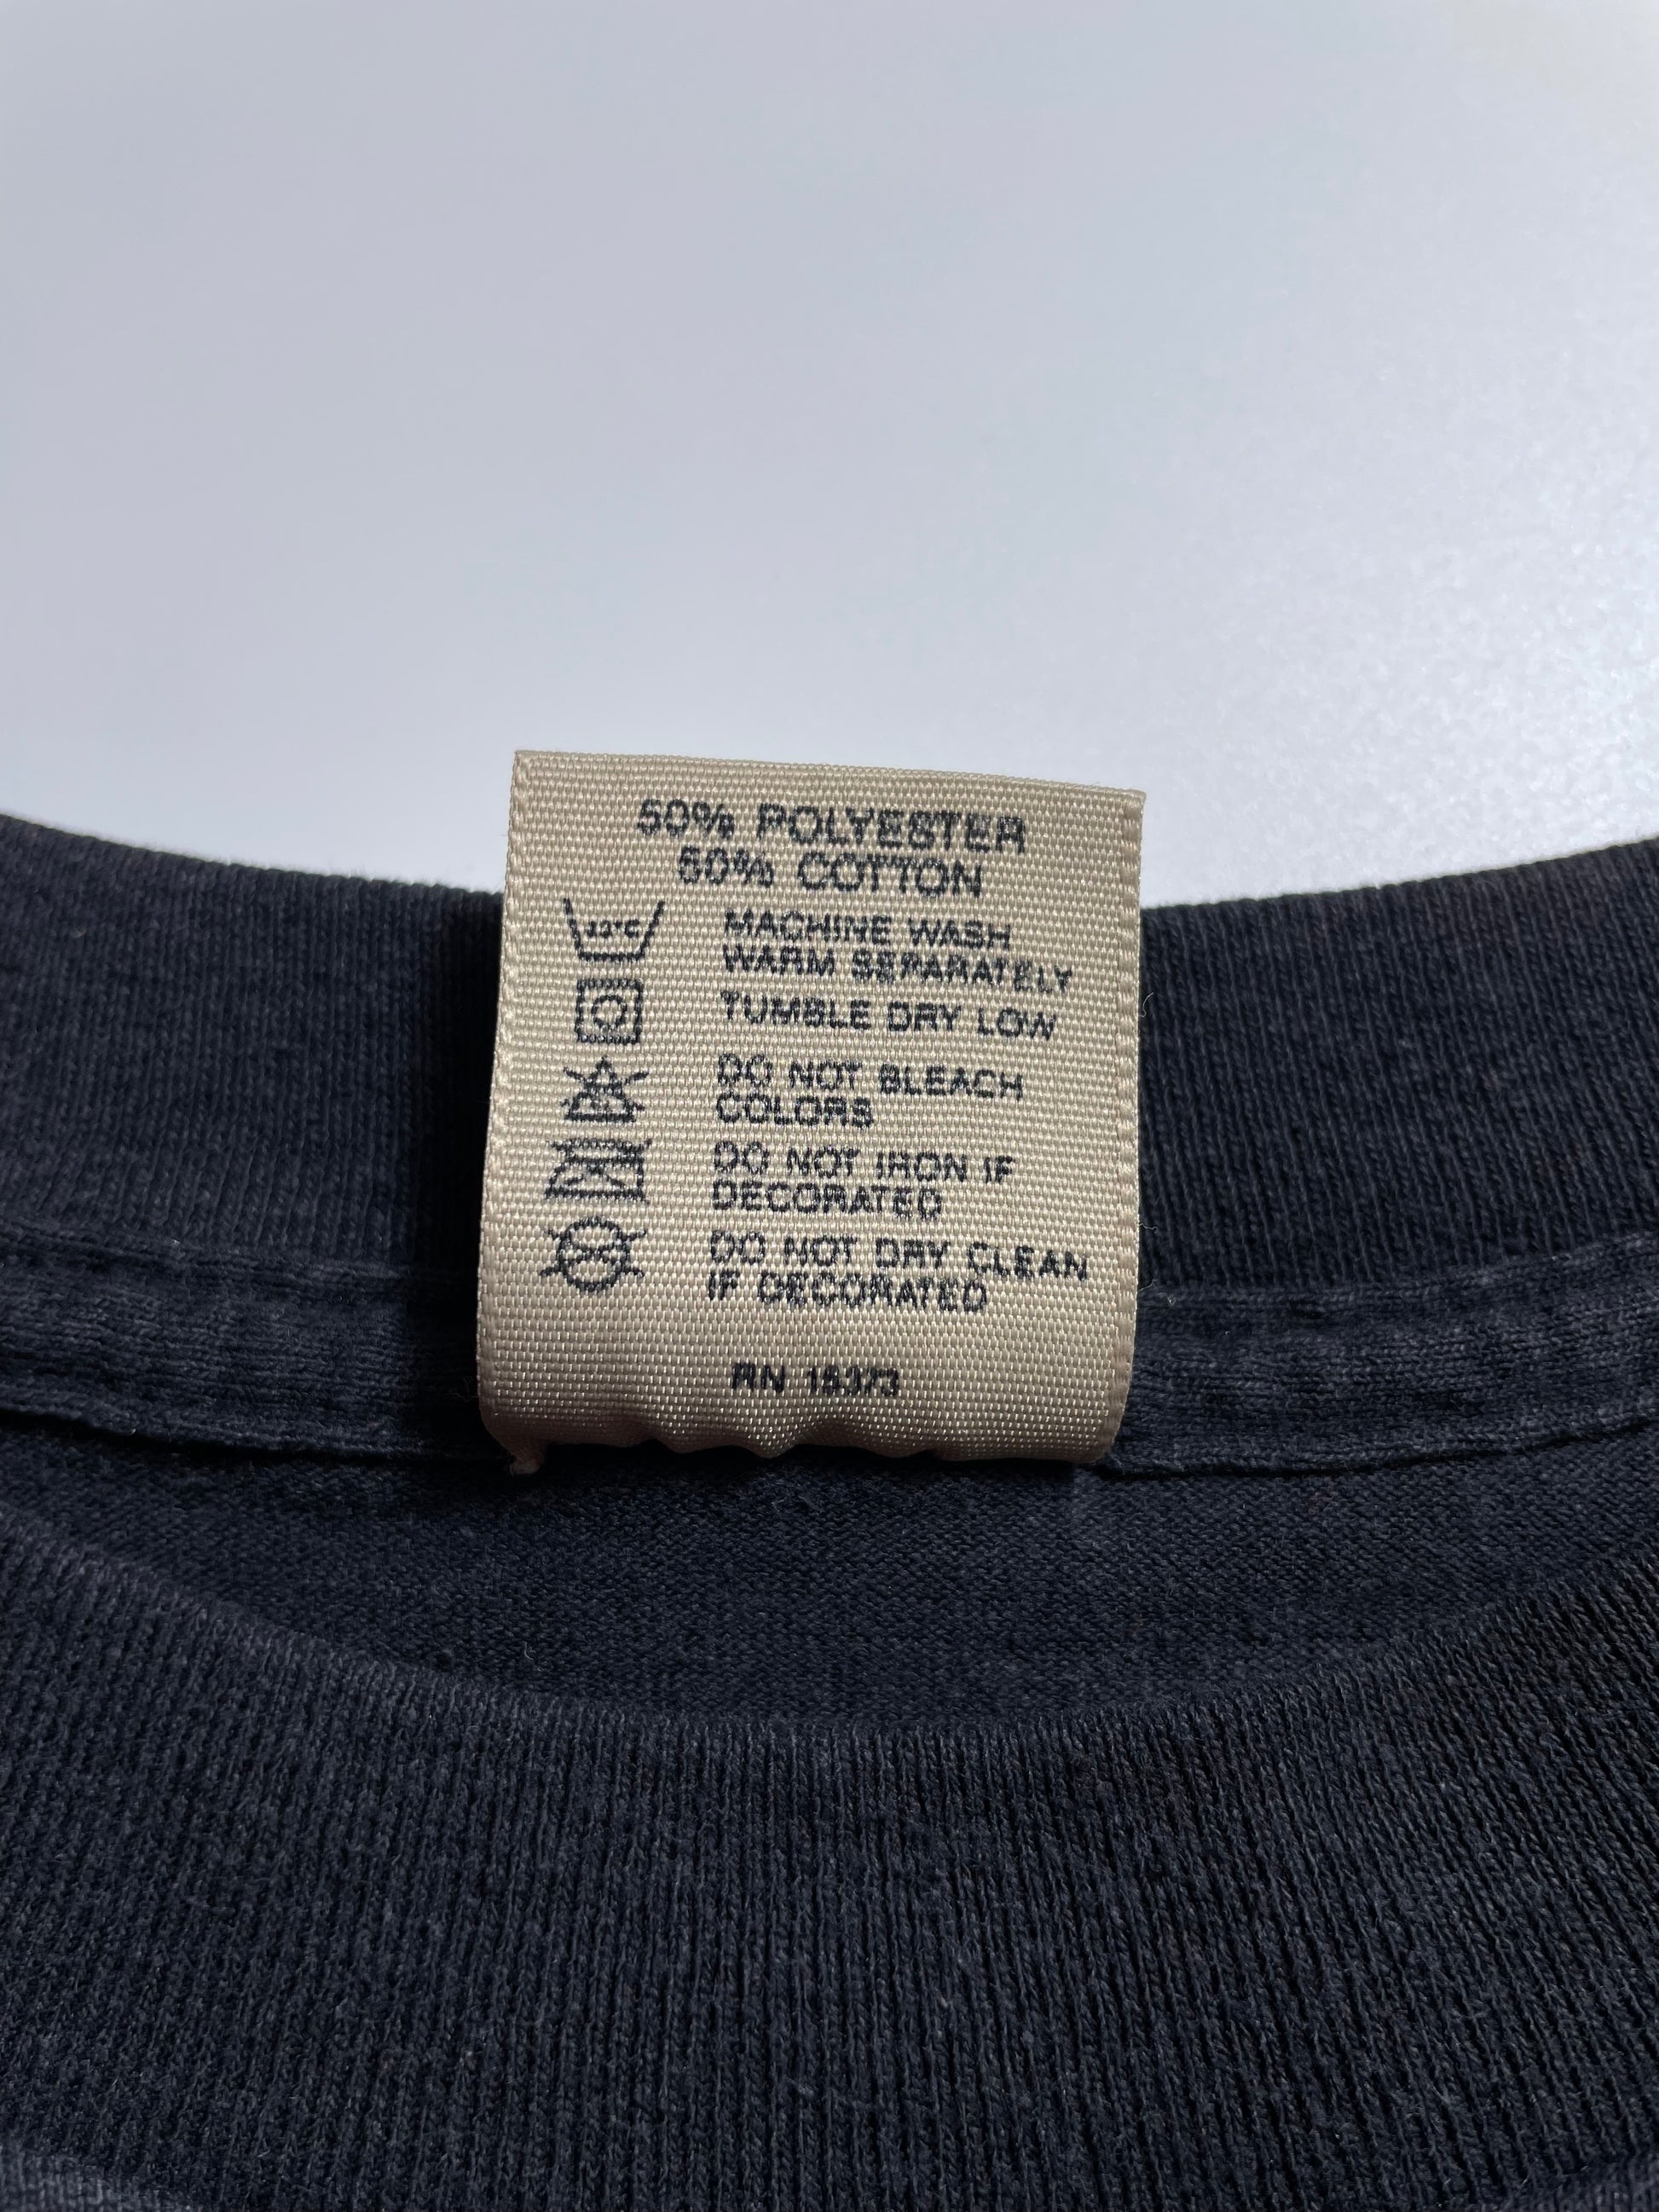 50% POLYESTER
50% COTTON
MACHINE WASH
WARM SEPARATELY
TUMBLE DRY LOW
DO NOT BLEACH
COLORS
DO NOT IRON IF
DECORATED
DO NOT DRY CLEAN
IF DECORATED
RN